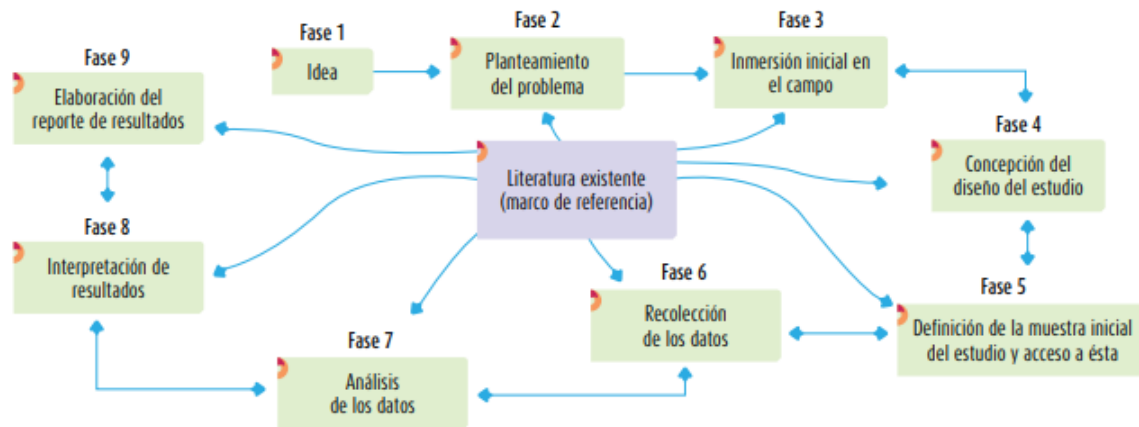 Fase 1
Idea
Fase 2
Planteamiento
del problema
Fase 3
Inmersión inicial en
el campo
Fase 4
Concepción del
diseño del estudio
Fase 5
Definición de la muestra inicial
del estudio y acceso a ésta
Fase 6
Recolección
de los datos
Fase 7
Análisis
de los datos
Fase 8
Interpretación de
resultados
Fase 9
Elaboración del
reporte de resultados
Literatura existente
(marco de referencia)